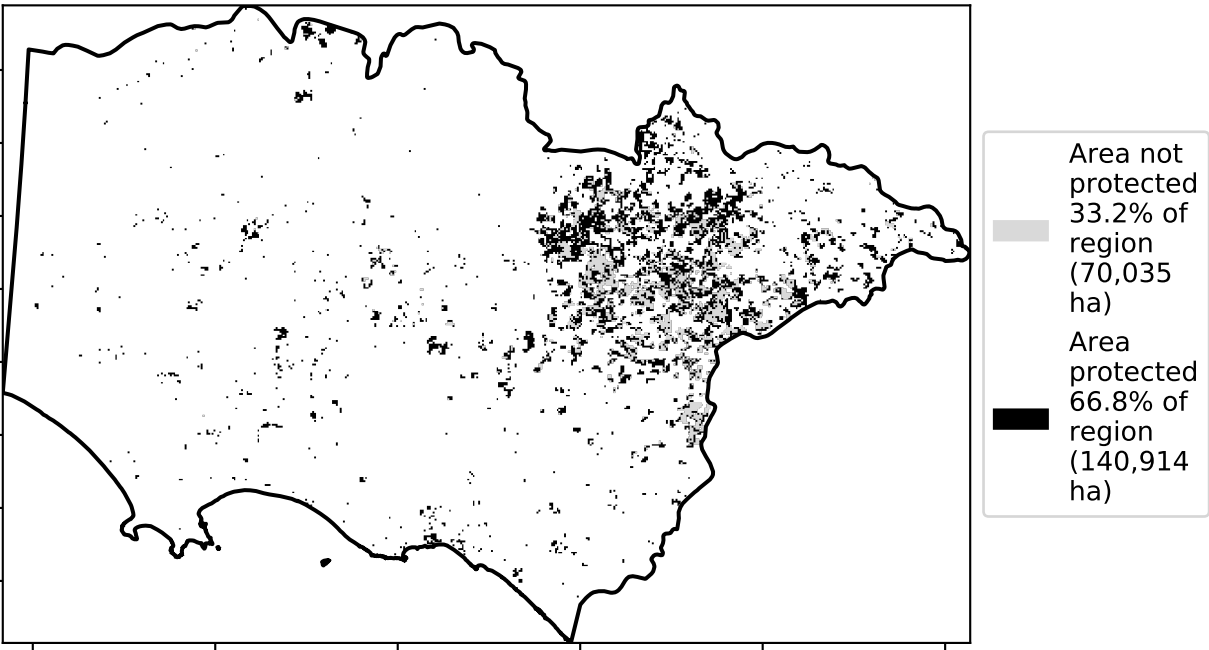 Area not
protected
33.2% of
region
(70,035
ha)
Area
protected
66.8% of
region
(140,914
ha)